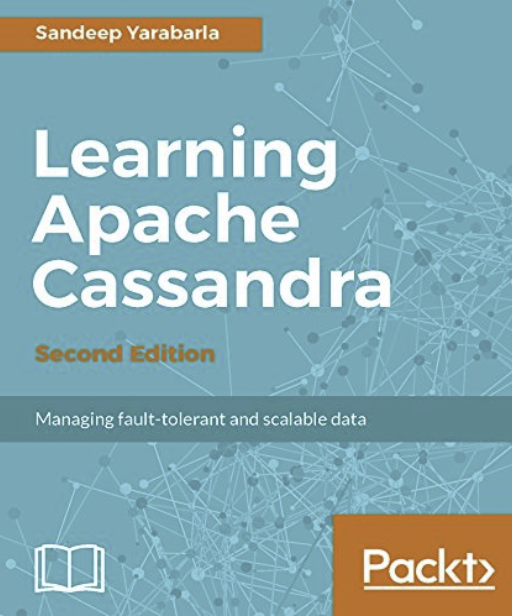 Sandeep Yarabarla
Learning
Apache
Cassandra
Second Edition
Managing fault-tolerant and scalable data
Packt>